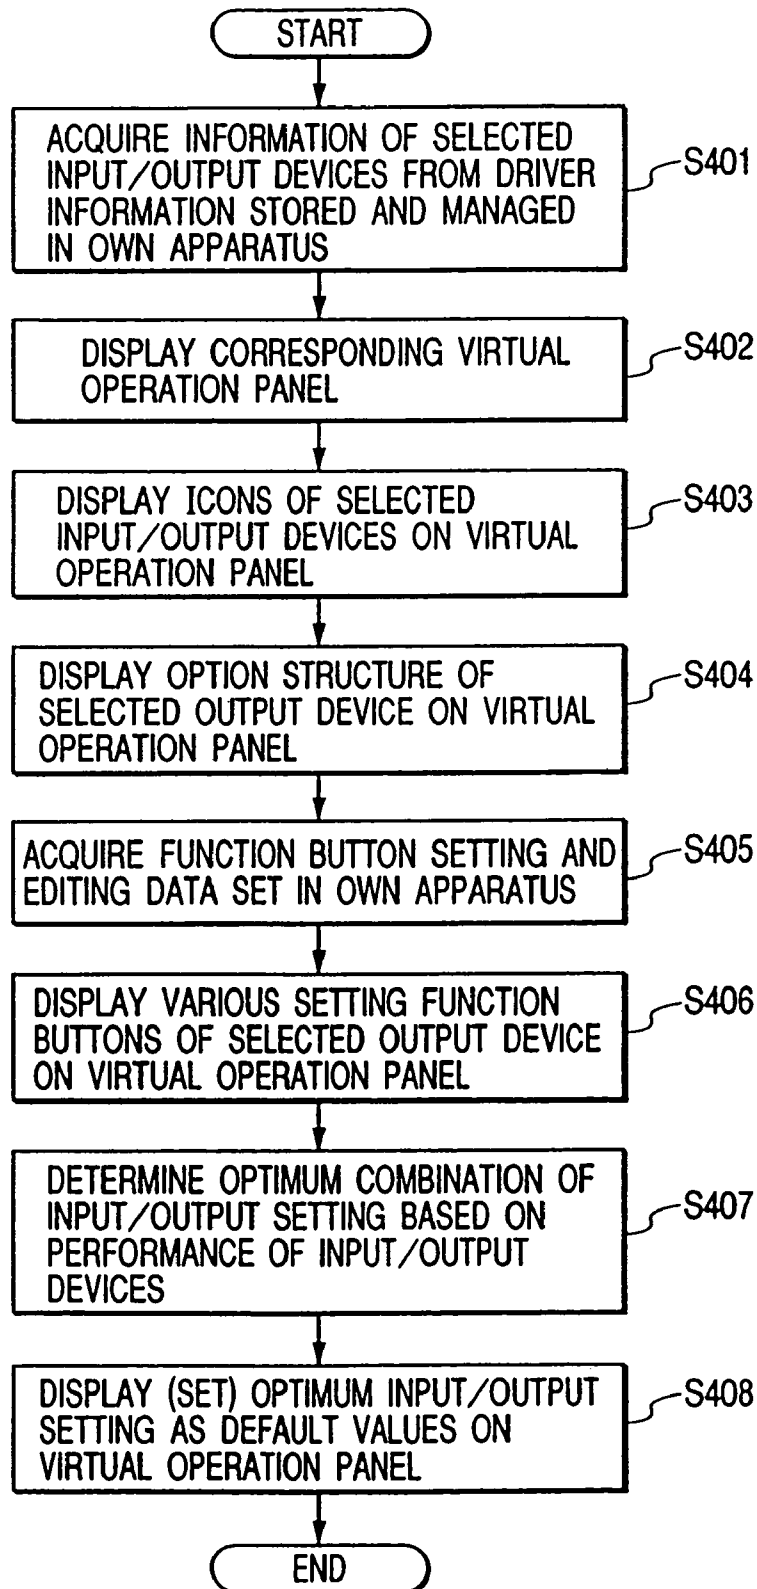 START
ACQUIRE INFORMATION OF SELECTED
INPUT/OUTPUT DEVICES FROM DRIVER
INFORMATION STORED AND MANAGED
IN OWN APPARATUS
S401
DISPLAY CORRESPONDING VIRTUAL
OPERATION PANEL
S402
DISPLAY ICONS OF SELECTED
INPUT/OUTPUT DEVICES ON VIRTUAL
OPERATION PANEL
S403
DISPLAY OPTION STRUCTURE OF
SELECTED OUTPUT DEVICE ON VIRTUAL
OPERATION PANEL
S404
ACQUIRE FUNCTION BUTTON SETTING AND
EDITING DATA SET IN OWN APPARATUS
S405
DISPLAY VARIOUS SETTING FUNCTION
BUTTONS OF SELECTED OUTPUT DEVICE
ON VIRTUAL OPERATION PANEL
S406
DETERMINE OPTIMUM COMBINATION OF
INPUT/OUTPUT SETTING BASED ON
PERFORMANCE OF INPUT/OUTPUT
DEVICES
S407
DISPLAY (SET) OPTIMUM INPUT/OUTPUT
SETTING AS DEFAULT VALUES ON
VIRTUAL OPERATION PANEL
S408
END